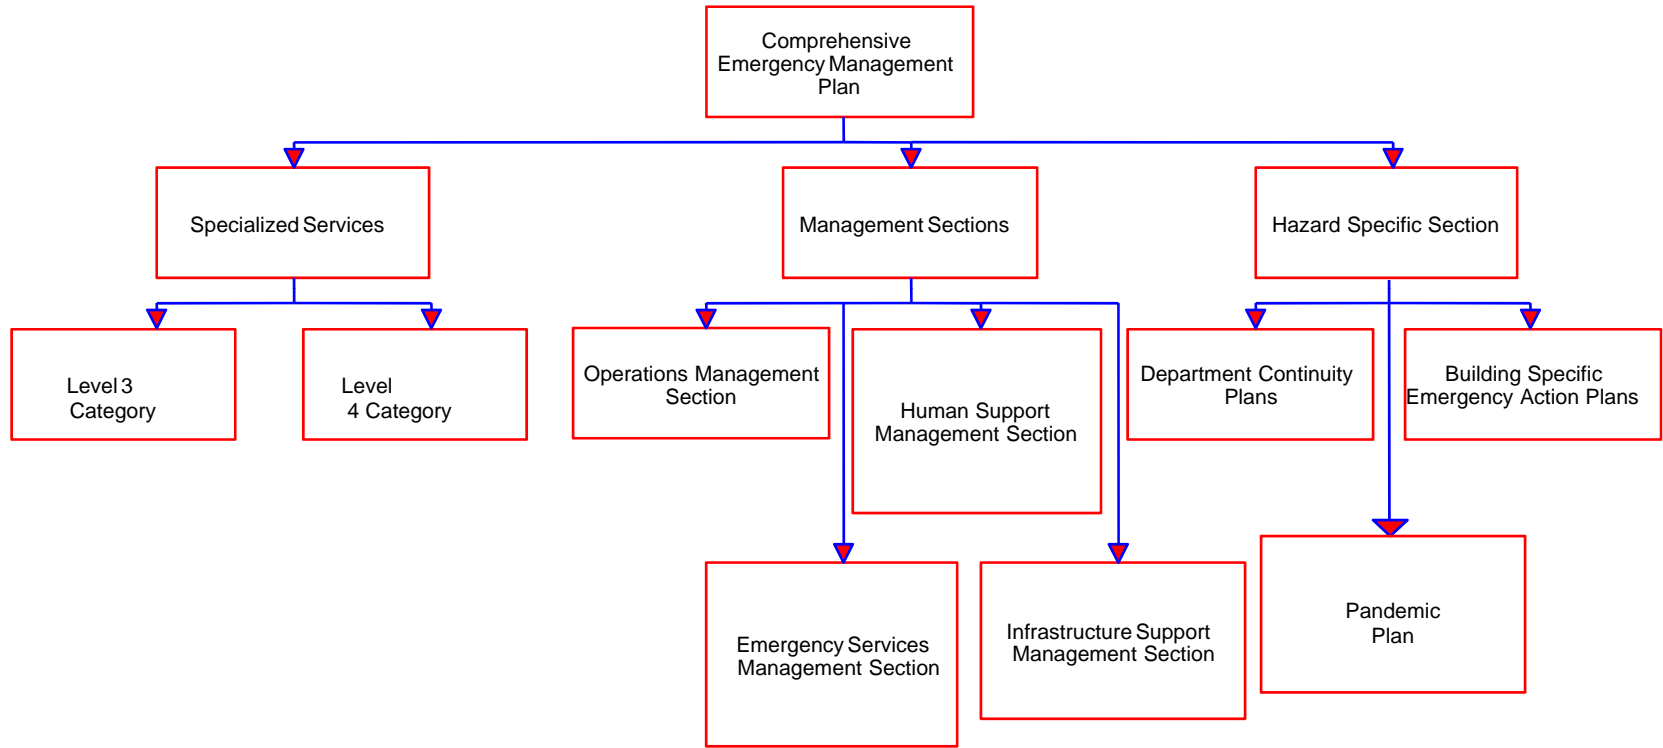 Comprehensive
Emergency Management
Plan
Specialized Services
Management Sections
Hazard Specific Section
Level 3
Category
Level
4 Category
Operations Management
Section
Human Support
Management Section
Department Continuity
Plans
Building Specific
Emergency Action Plans
Emergency Services
Management Section
Infrastructure Support
Management Section
Pandemic
Plan